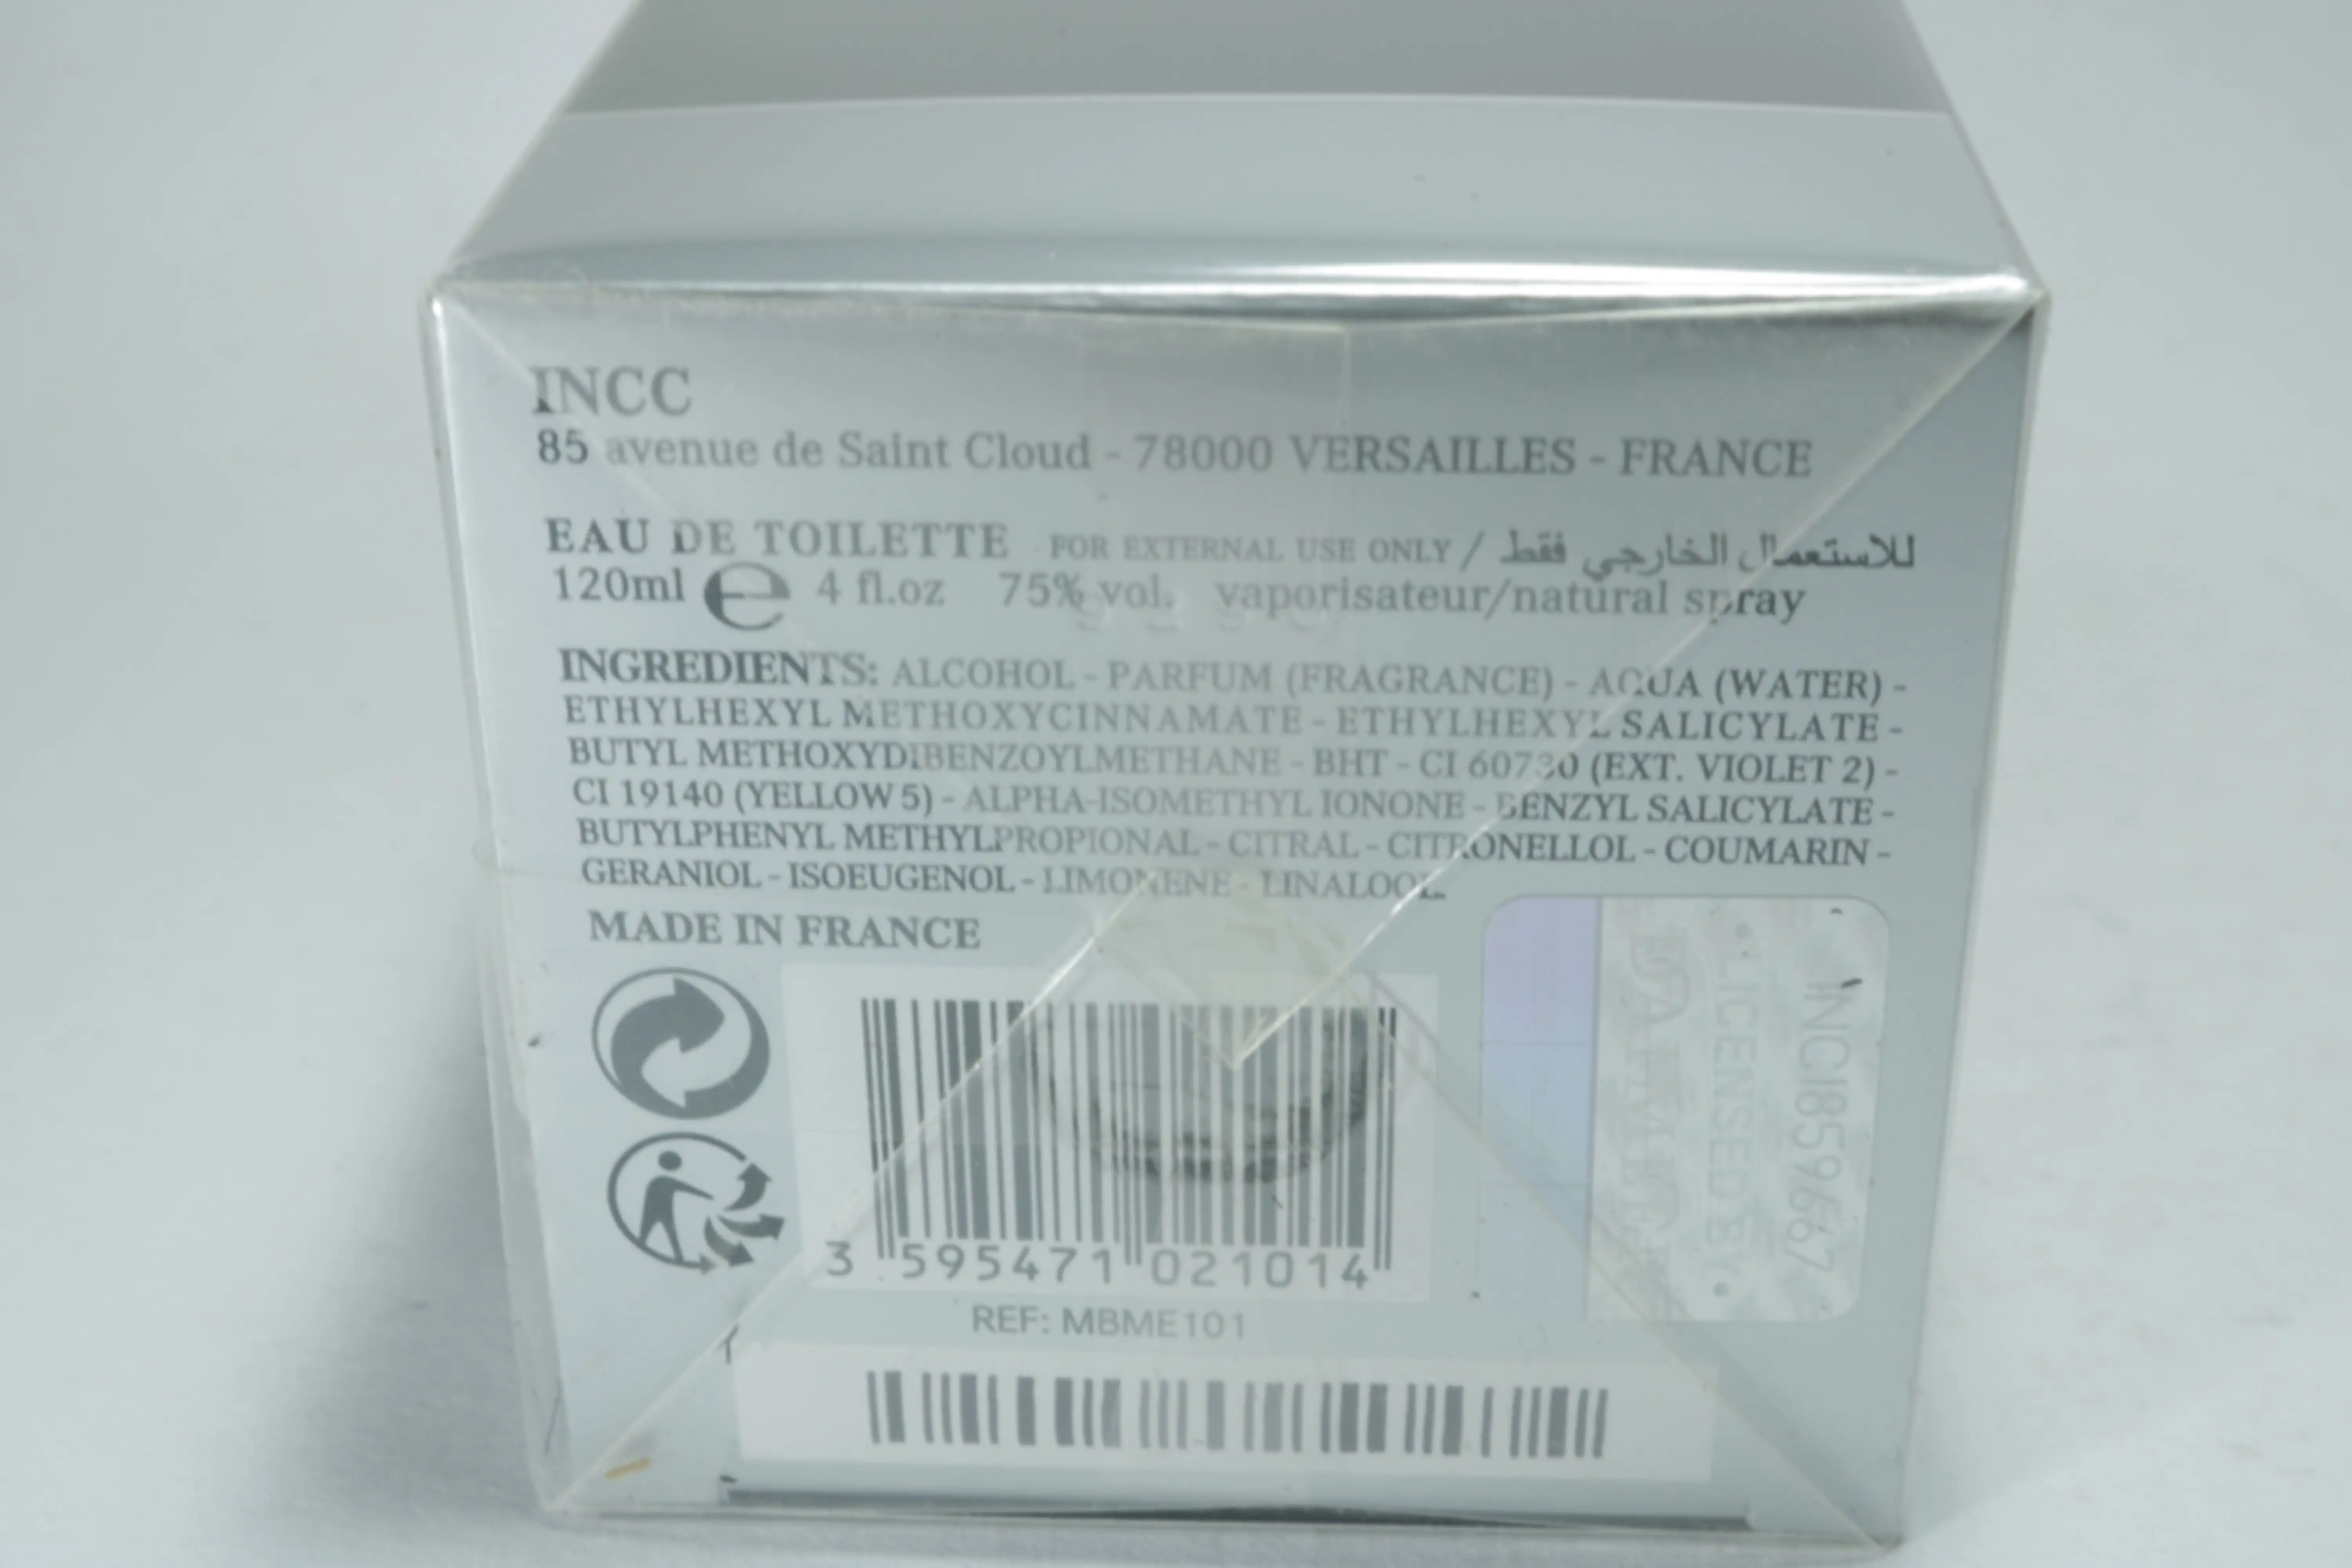 INCC
85 avenue de Saint Cloud - 78000 VERSAILLES - FRANCE
EAU DE TOILETTE FOR EXTERNAL USE ONLY / للاستعمال الخارجي فقط
120ml e 4 fl.oz 75% vol. vaporisateur/natural spray
INGREDIENTS: ALCOHOL - PARFUM (FRAGRANCE) - AQUA (WATER) -
ETHYLHEXYL METHOXYCINNAMATE - ETHYLHEXYL SALICYLATE -
BUTYL METHOXYDIBENZOYLMETHANE - BHT - CI 60730 (EXT. VIOLET 2) -
CI 19140 (YELLOW 5) - ALPHA-ISOMETHYL IONONE - BENZYL SALICYLATE -
BUTYLPHENYL METHYLPROPIONAL - CITRAL - CITRONELLOL - COUMARIN -
GERANIOL - ISOEUGENOL - LIMONENE - LINALOOL.
MADE IN FRANCE
3 595471 021014
REF: MBME101
INCI859667
• LICENSED BY •